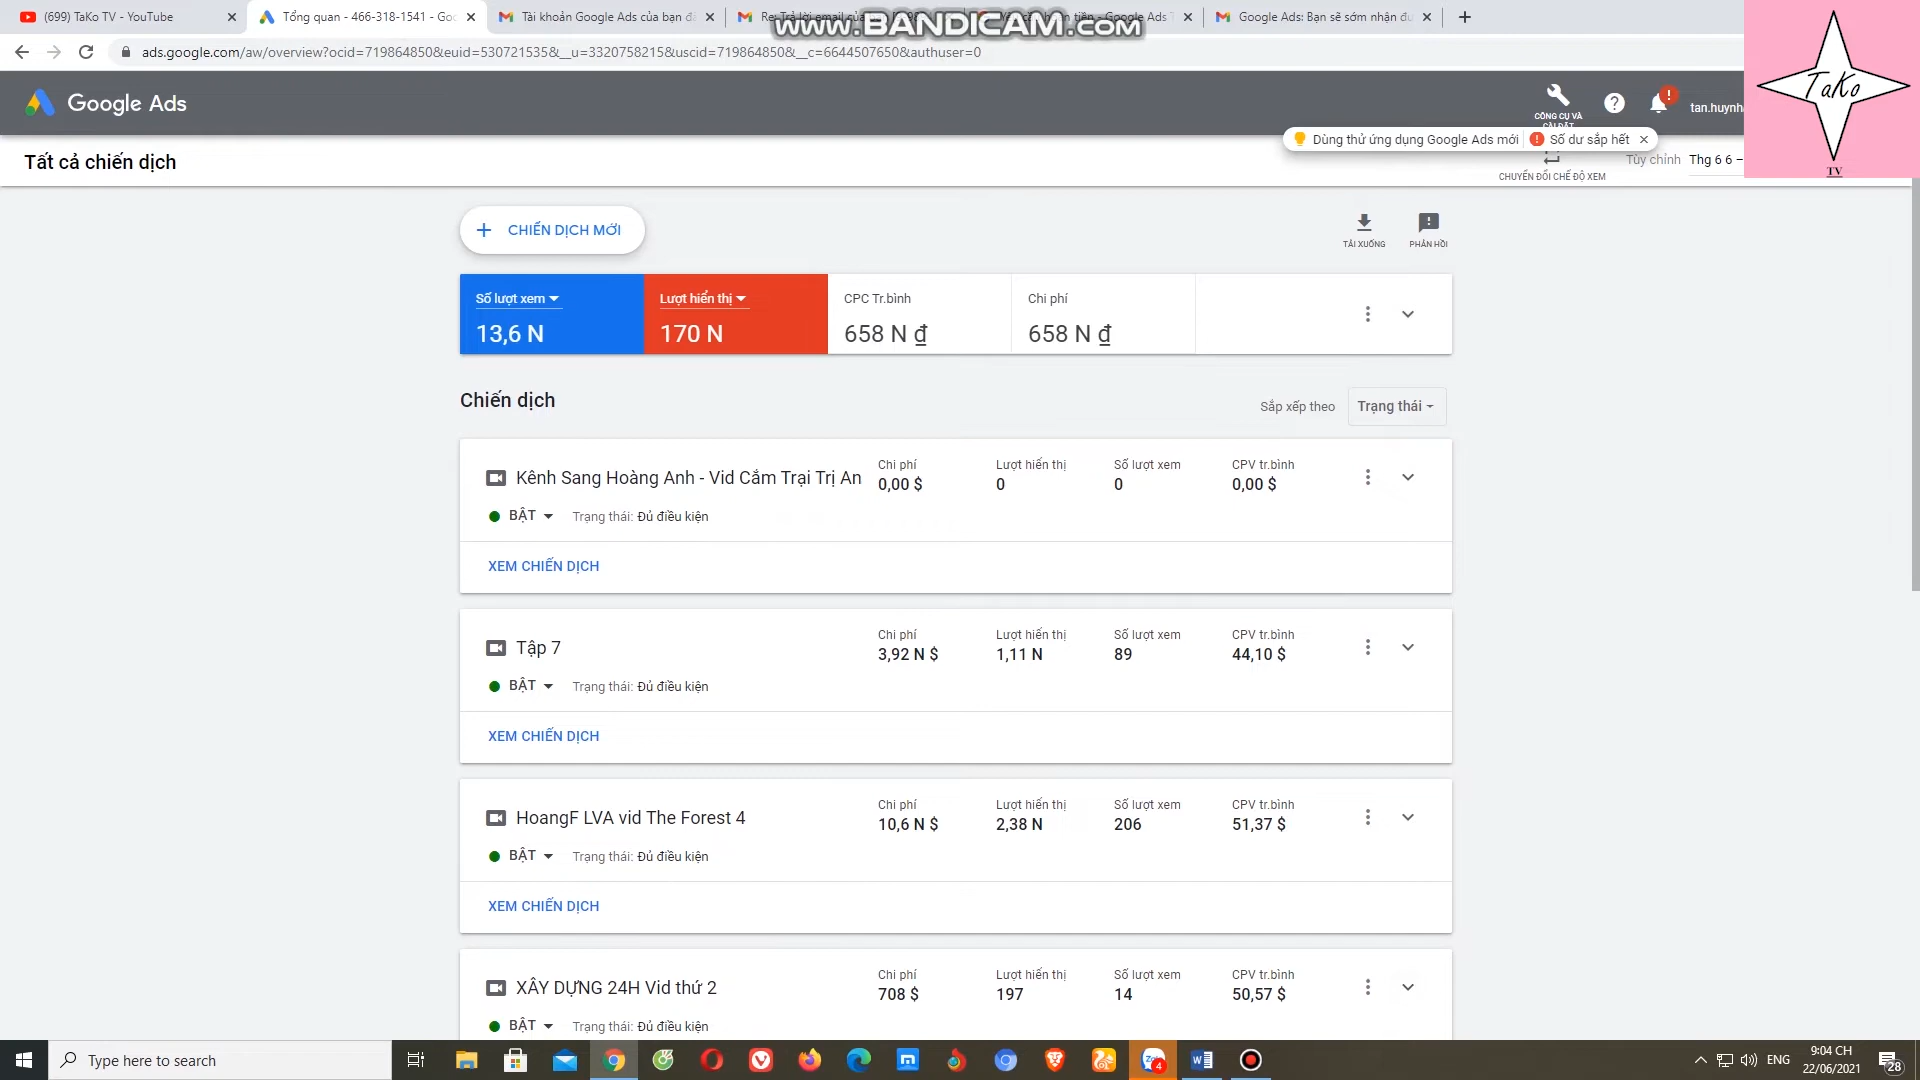 (699) TaKo TV - YouTube
Tổng quan - 466-318-1541 - Goo
Tài khoản Google Ads của bạn đã
Re: Trả lời email của
hoàn tiền - Google Ads T
Google Ads: Bạn sẽ sớm nhận đư
www.BANDICAM.com
ads.google.com/aw/overview?ocid=719864850&euid=530721535&__u=3320758215&uscid=719864850&__c=6644507650&authuser=0
Google Ads
CÔNG CỤ VÀ
CÀI ĐẶT
tan.huynh
TaKo
TV
Dùng thử ứng dụng Google Ads mới
Số dư sắp hết
Tất cả chiến dịch
CHUYỂN ĐỔI CHẾ ĐỘ XEM
Tùy chỉnh
Thg 6 6 –
CHIẾN DỊCH MỚI
TẢI XUỐNG
PHẢN HỒI
Số lượt xem
13,6 N
Lượt hiển thị
170 N
CPC Tr.bình
658 N ₫
Chi phí
658 N ₫
Chiến dịch
Sắp xếp theo
Trạng thái
Kênh Sang Hoàng Anh - Vid Cắm Trại Trị An
Chi phí
0,00 $
Lượt hiển thị
0
Số lượt xem
0
CPV tr.bình
0,00 $
BẬT
Trạng thái: Đủ điều kiện
XEM CHIẾN DỊCH
Tập 7
Chi phí
3,92 N $
Lượt hiển thị
1,11 N
Số lượt xem
89
CPV tr.bình
44,10 $
BẬT
Trạng thái: Đủ điều kiện
XEM CHIẾN DỊCH
HoangF LVA vid The Forest 4
Chi phí
10,6 N $
Lượt hiển thị
2,38 N
Số lượt xem
206
CPV tr.bình
51,37 $
BẬT
Trạng thái: Đủ điều kiện
XEM CHIẾN DỊCH
XÂY DỰNG 24H Vid thứ 2
Chi phí
708 $
Lượt hiển thị
197
Số lượt xem
14
CPV tr.bình
50,57 $
BẬT
Trạng thái: Đủ điều kiện
Type here to search
Zalo
4
ENG
9:04 CH
22/06/2021
28